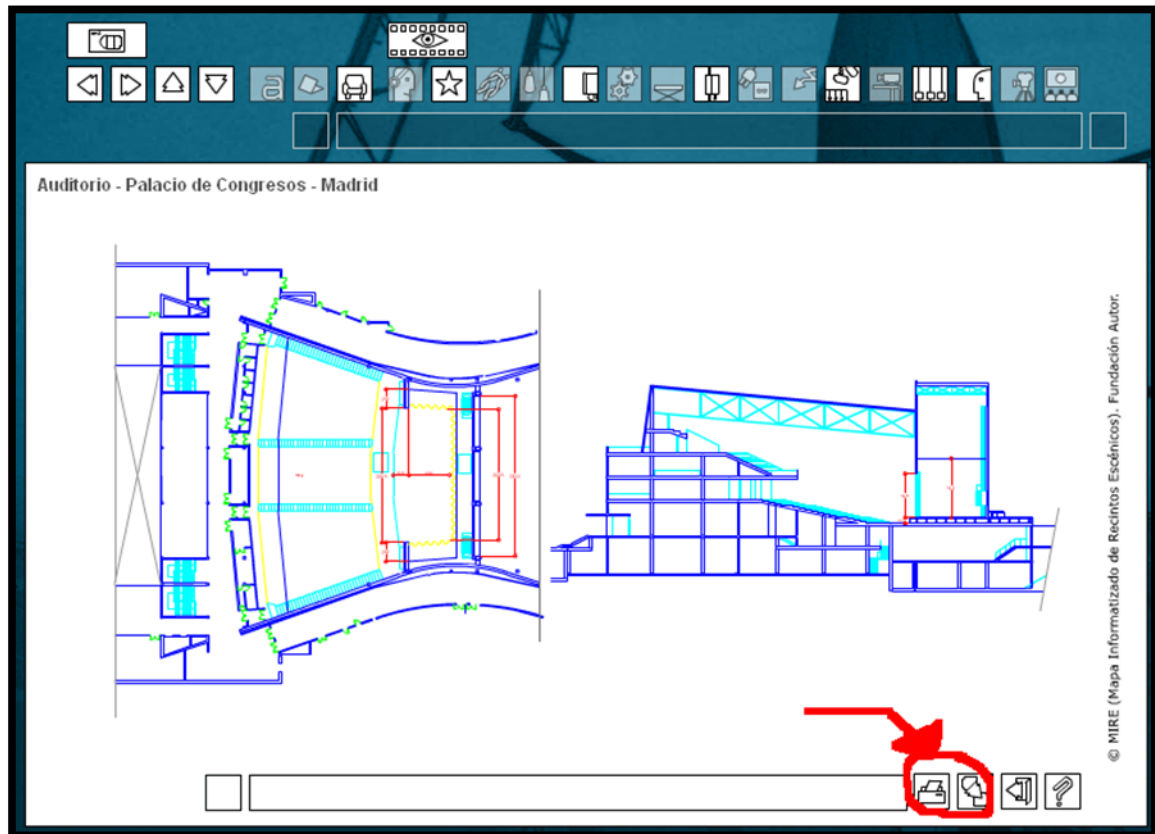 Auditorio - Palacio de Congresos - Madrid
© MIRE (Mapa Informatizado de Recintos Escénicos). Fundación Autor.